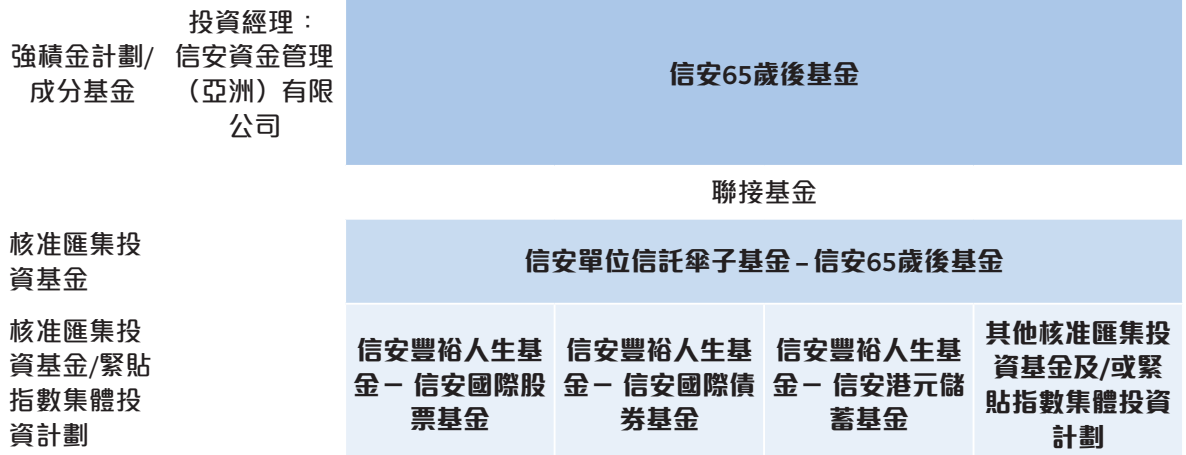 強積金計劃/
成分基金
投資經理：
信安資金管理
（亞洲）有限
公司
信安65歲後基金
聯接基金
核准匯集投
資基金
信安單位信託傘子基金 – 信安65歲後基金
核准匯集投
資基金/緊貼
指數集體投
資計劃
信安豐裕人生基
金－ 信安國際股
票基金
信安豐裕人生基
金－ 信安國際債
券基金
信安豐裕人生基
金－ 信安港元儲
蓄基金
其他核准匯集投
資基金及/或緊
貼指數集體投資
計劃